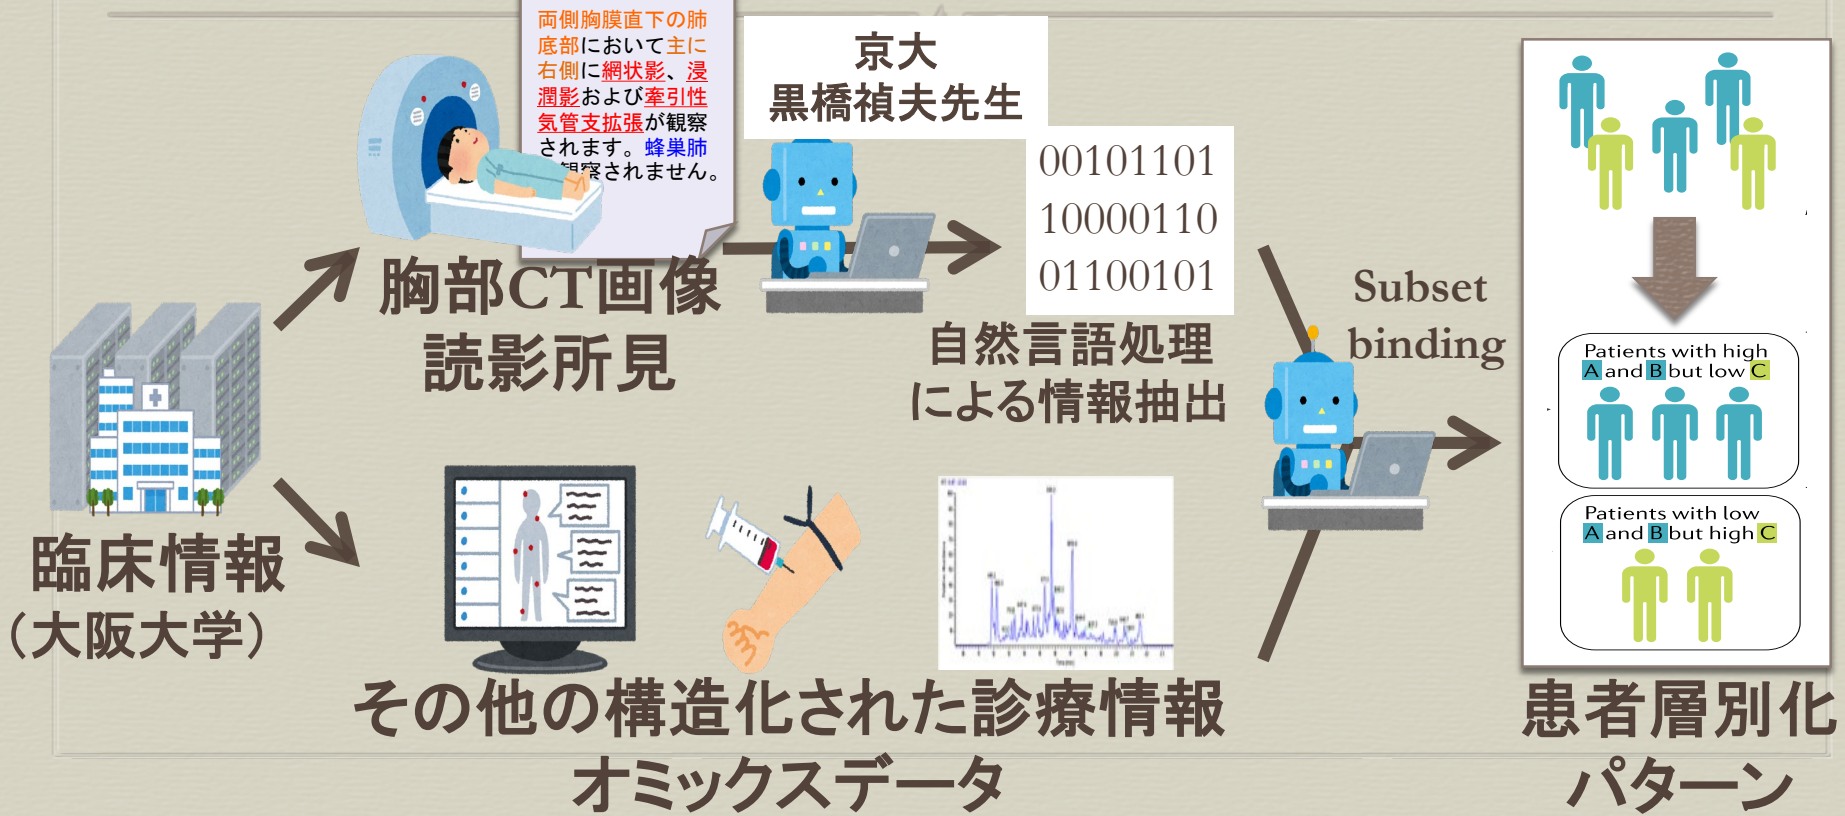 両側胸膜直下の肺
底部において主に
右側に網状影、浸
潤影および牽引性
気管支拡張が観察
されます。蜂巣肺
観察されません。
京大
黒橋禎夫先生
00101101
10000110
01100101
胸部CT画像
読影所見
自然言語処理
による情報抽出
Subset
binding
臨床情報
（大阪大学）
その他の構造化された診療情報
オミックスデータ
Patients with high
A and B but low C
Patients with low
A and B but high C
患者層別化
パターン